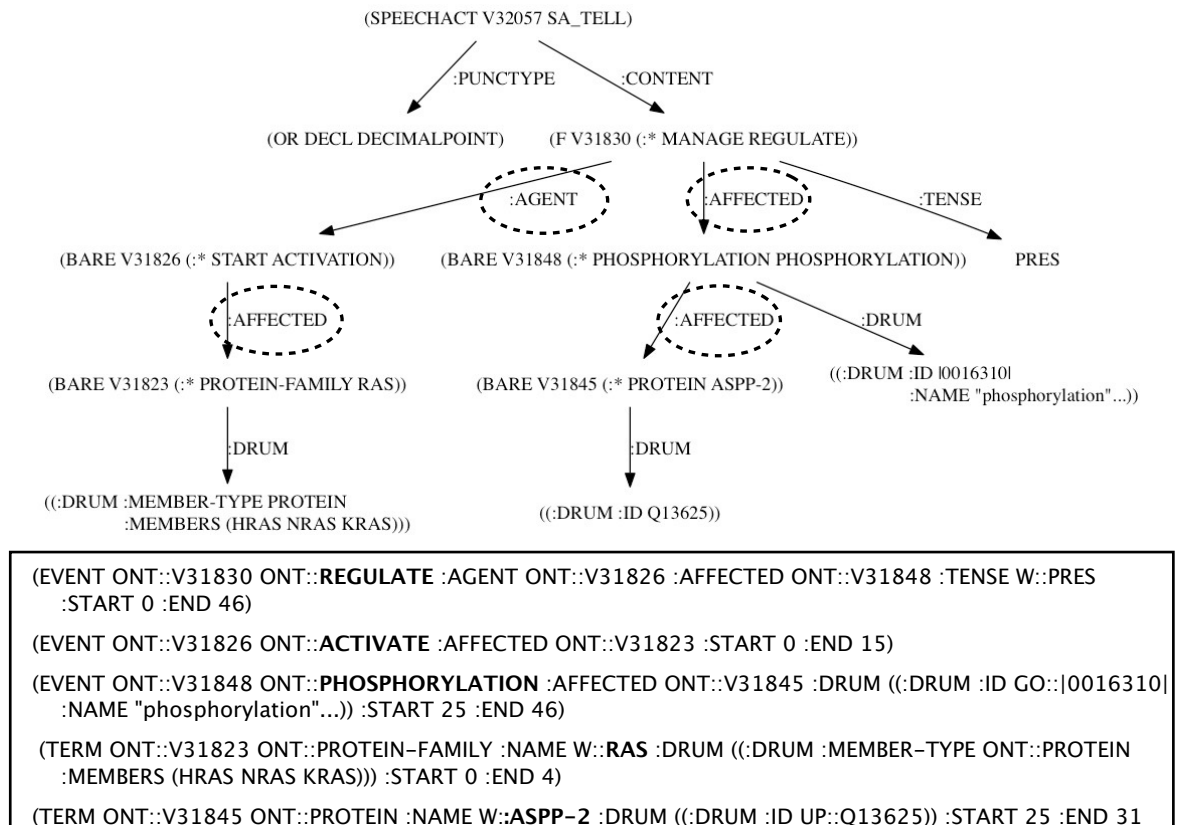 (SPEECHACT V32057 SA_TELL)
:PUNCTYPE :CONTENT
(OR DECL DECIMALPOINT) (F V31830 (:* MANAGE REGULATE))
:AGENT :AFFECTED :TENSE
(BARE V31826 (:* START ACTIVATION)) (BARE V31848 (:* PHOSPHORYLATION PHOSPHORYLATION)) PRES
:AFFECTED :AFFECTED :DRUM
(BARE V31823 (:* PROTEIN-FAMILY RAS)) (BARE V31845 (:* PROTEIN ASPP-2)) ((:DRUM :ID |0016310|
:NAME "phosphorylation"...))
:DRUM :DRUM
((:DRUM :MEMBER-TYPE PROTEIN
:MEMBERS (HRAS NRAS KRAS))) ((:DRUM :ID Q13625))
(EVENT ONT::V31830 ONT::REGULATE :AGENT ONT::V31826 :AFFECTED ONT::V31848 :TENSE W::PRES
:START 0 :END 46)
(EVENT ONT::V31826 ONT::ACTIVATE :AFFECTED ONT::V31823 :START 0 :END 15)
(EVENT ONT::V31848 ONT::PHOSPHORYLATION :AFFECTED ONT::V31845 :DRUM ((:DRUM :ID GO::|0016310|
:NAME "phosphorylation"...)) :START 25 :END 46)
(TERM ONT::V31823 ONT::PROTEIN-FAMILY :NAME W::RAS :DRUM ((:DRUM :MEMBER-TYPE ONT::PROTEIN
:MEMBERS (HRAS NRAS KRAS))) :START 0 :END 4)
(TERM ONT::V31845 ONT::PROTEIN :NAME W::ASPP-2 :DRUM ((:DRUM :ID UP::Q13625)) :START 25 :END 31